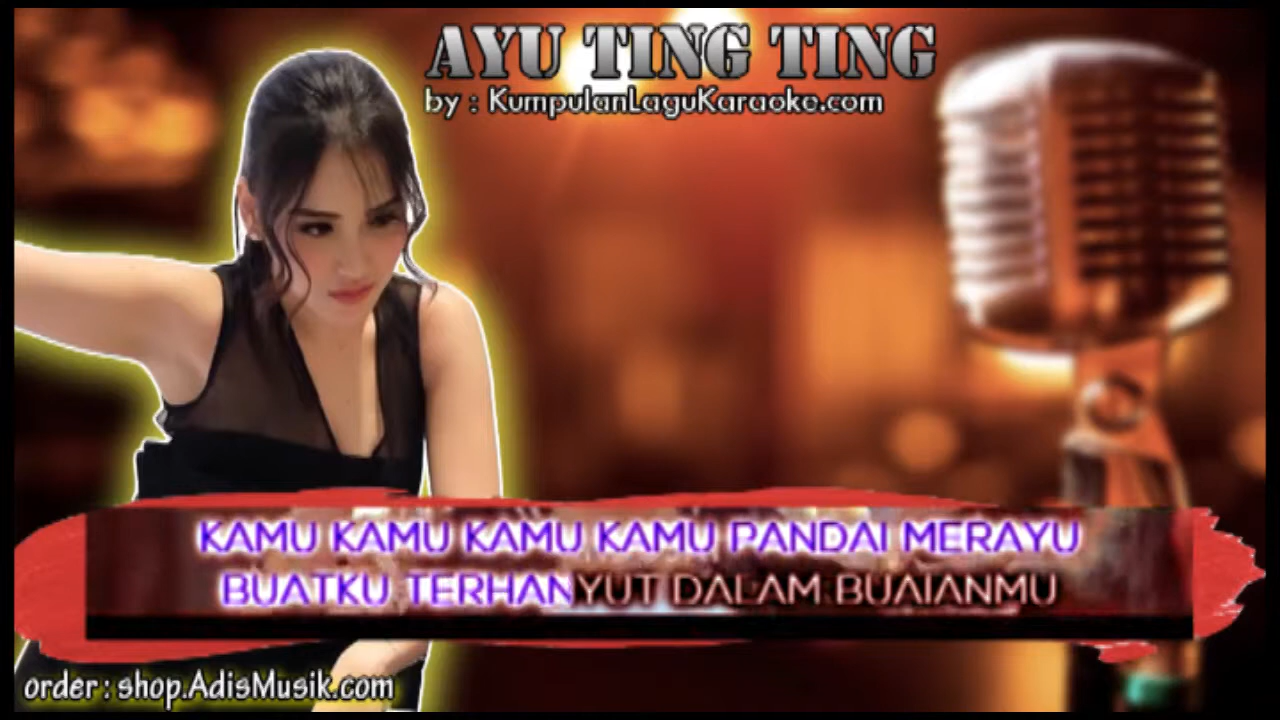 AYU TING TING
by : KumpulanLaguKaraoke.com
KAMU KAMU KAMU KAMU PANDAI MERAYU
BUATKU TERHANYUT DALAM BUAIANMU
order : shop.AdisMusik.com